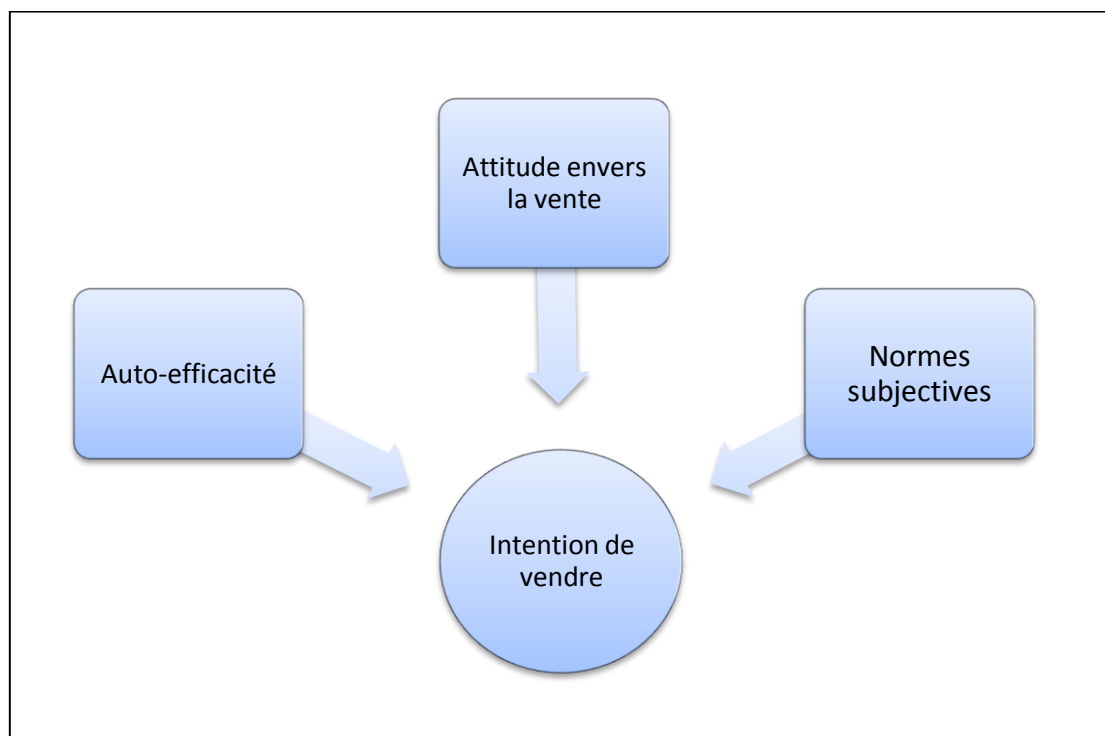 Attitude envers
la vente
Auto-efficacité
Normes
subjectives
Intention de
vendre